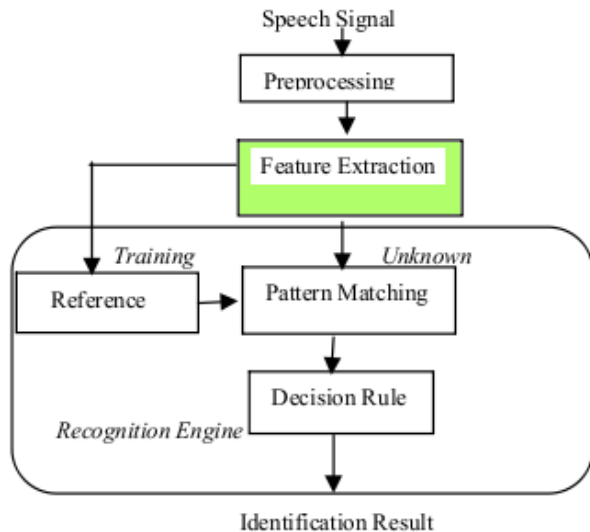 Speech Signal
Preprocessing
Feature Extraction
Training
Unknown
Reference
Pattern Matching
Decision Rule
Recognition Engine
Identification Result